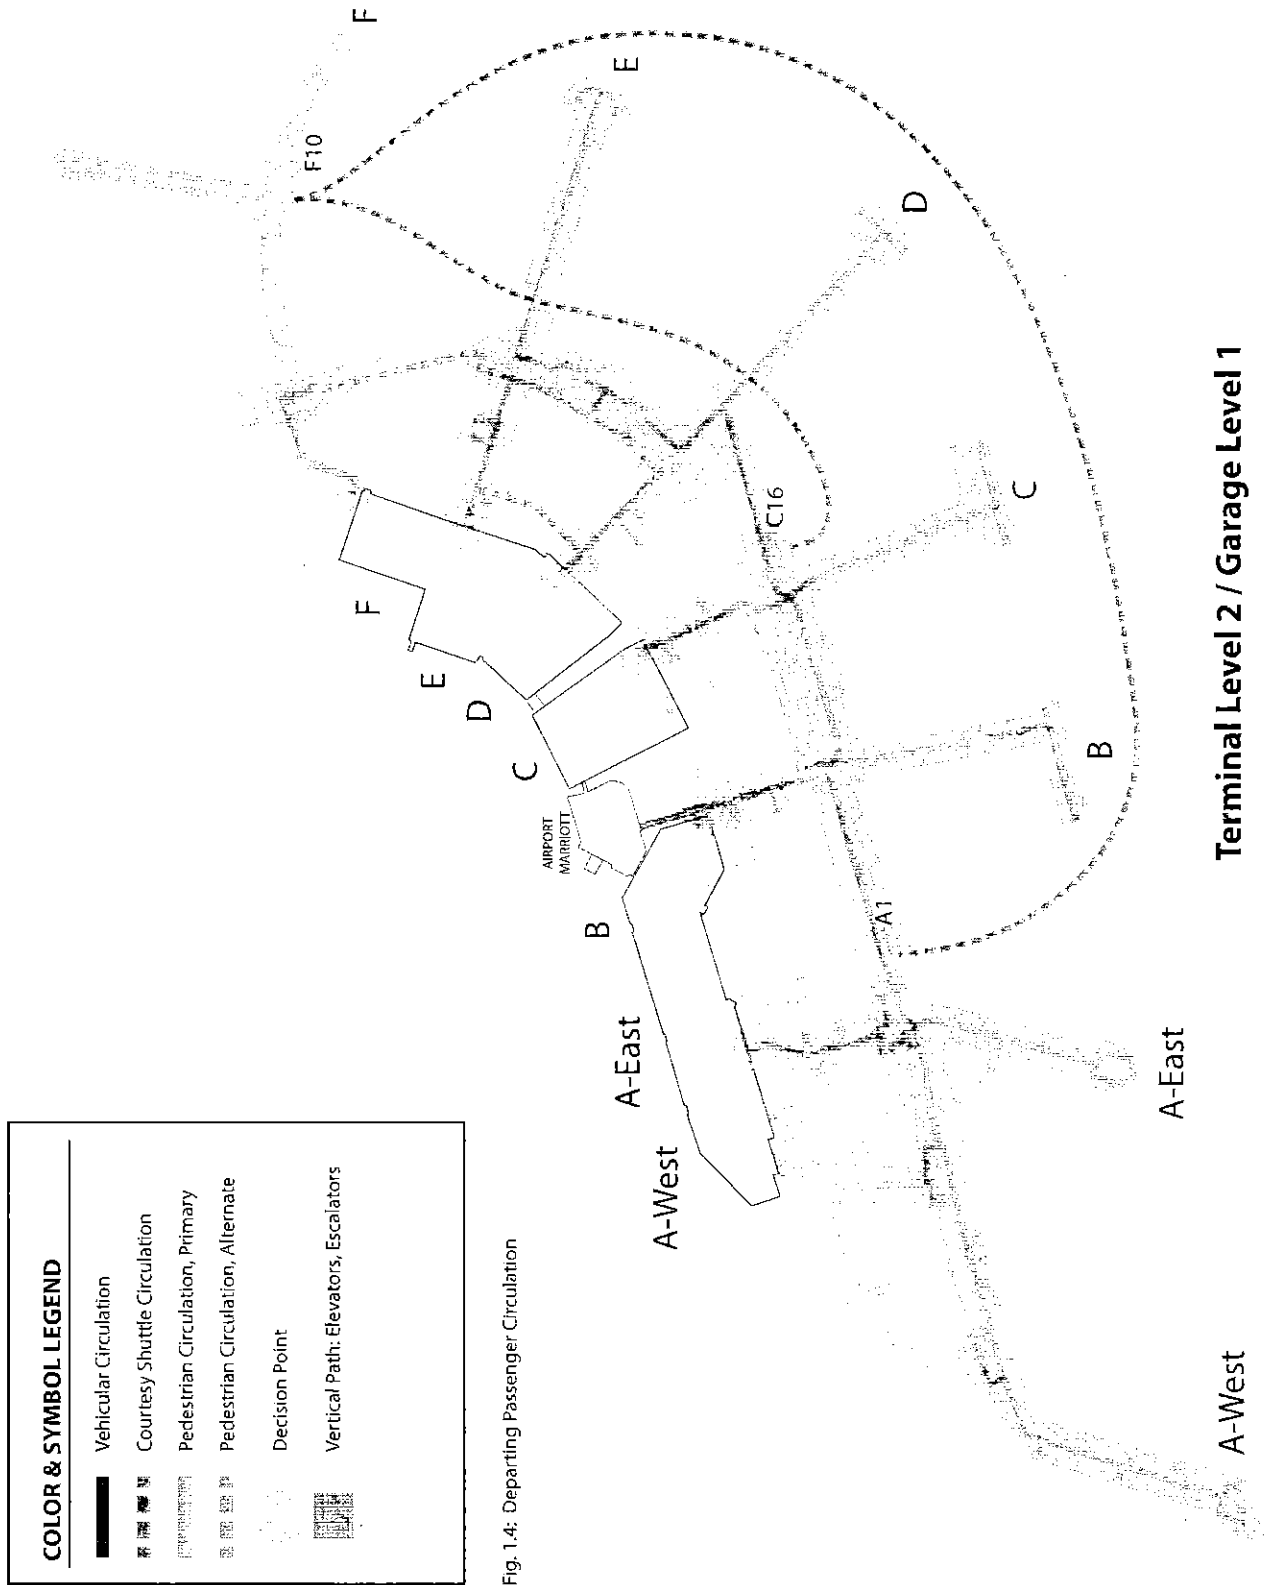 COLOR & SYMBOL LEGEND
Vehicular Circulation
Courtesy Shuttle Circulation
Pedestrian Circulation, Primary
Pedestrian Circulation, Alternate
Decision Point
Vertical Path: Elevators, Escalators
Fig. 1.4: Departing Passenger Circulation
A-West
A-East
B
AIRPORT
MARRIOTT
C
D
E
F
A-West
A-East
A1
B
C16
C
D
E
F10
F
Terminal Level 2 / Garage Level 1